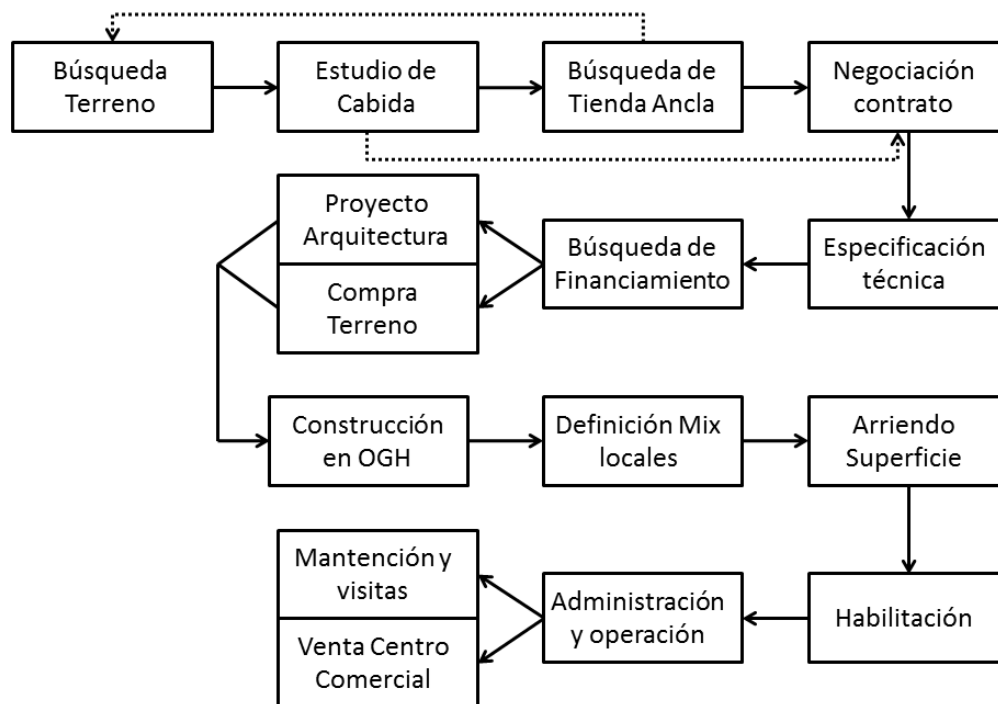 Búsqueda
Terreno
Estudio de
Cabida
Búsqueda de
Tienda Ancla
Negociación
contrato
Proyecto
Arquitectura
Compra
Terreno
Búsqueda de
Financiamiento
Especificación
técnica
Construcción
en OGH
Definición Mix
locales
Arriendo
Superficie
Mantención y
visitas
Venta Centro
Comercial
Administración
y operación
Habilitación